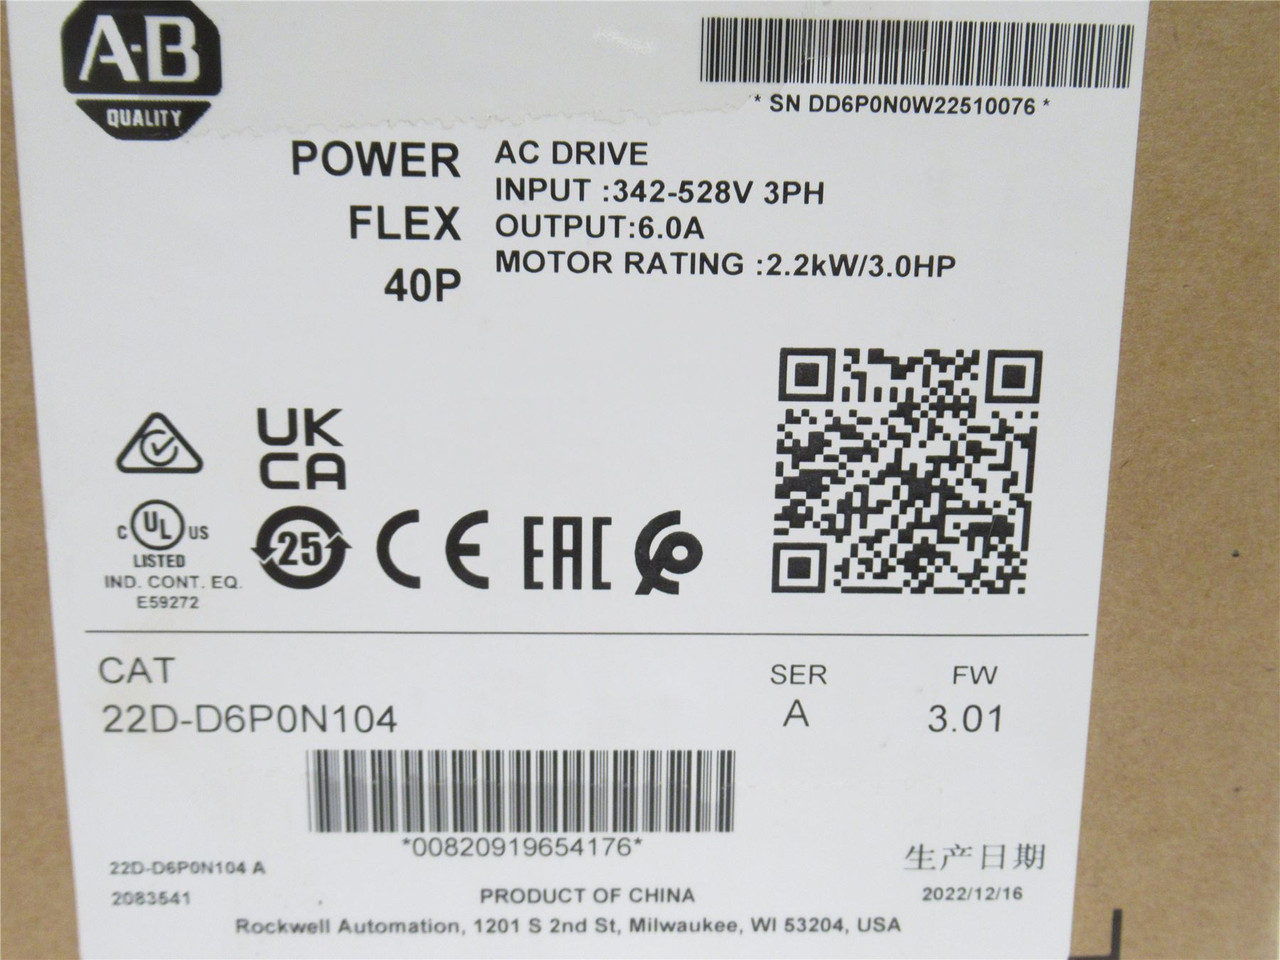 A-B
QUALITY
* SN DD6P0N0W22510076 *
POWER
FLEX
40P
AC DRIVE
INPUT :342-528V 3PH
OUTPUT:6.0A
MOTOR RATING :2.2kW/3.0HP
UK
CA
C UL US
LISTED
IND. CONT. EQ.
E59272
25
CE
EAC
CAT
22D-D6P0N104
SER
A
FW
3.01
*00820919654176*
22D-D6P0N104 A
2083541
生产日期
2022/12/16
PRODUCT OF CHINA
Rockwell Automation, 1201 S 2nd St, Milwaukee, WI 53204, USA